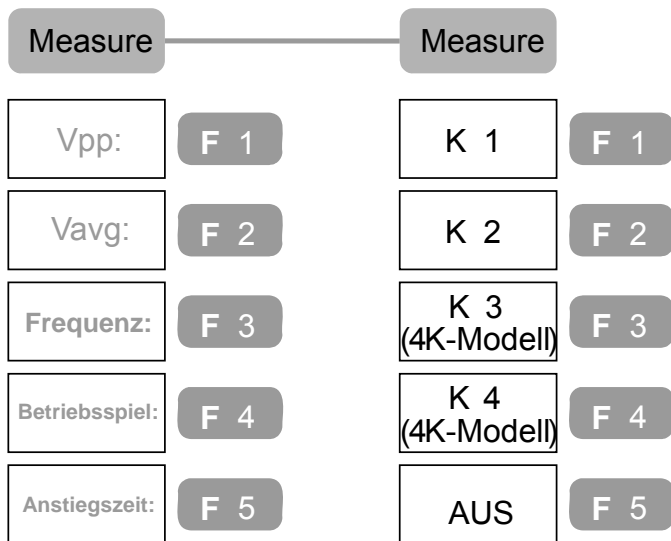 Measure
Measure
Vpp:
F 1
K 1
F 1
Vavg:
F 2
K 2
F 2
Frequenz:
F 3
K 3
(4K-Modell)
F 3
Betriebsspiel:
F 4
K 4
(4K-Modell)
F 4
Anstiegszeit:
F 5
AUS
F 5